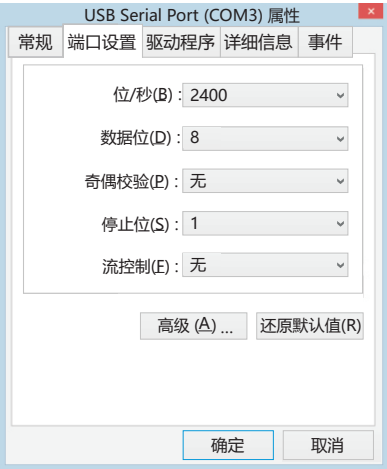 USB Serial Port (COM3) 属性
常规 端口设置 驱动程序 详细信息 事件
位/秒(B) : 2400
数据位(D) : 8
奇偶校验(P) : 无
停止位(S) : 1
流控制(F) : 无
高级 (A) ... 还原默认值(R)
确定 取消